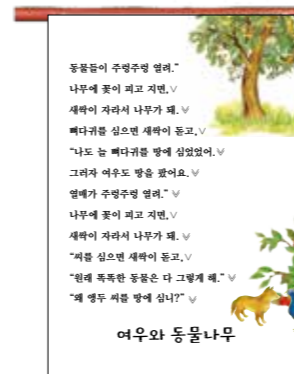 동물들이 주렁주렁 열려.”
나무에 꽃이 피고 지면,∨
새싹이 자라서 나무가 돼.⩔
뼈다귀를 심으면 새싹이 돋고,∨
“나도 늘 뼈다귀를 땅에 심었었어.⩔
그러자 여우도 땅을 팠어요.⩔
열매가 주렁주렁 열려.”⩔
나무에 꽃이 피고 지면,∨
새싹이 자라서 나무가 돼.⩔
“씨를 심으면 새싹이 돋고,∨
“원래 똑똑한 동물은 다 그렇게 해.”⩔
“왜 앵두 씨를 땅에 심니?”⩔
여우와 동물나무